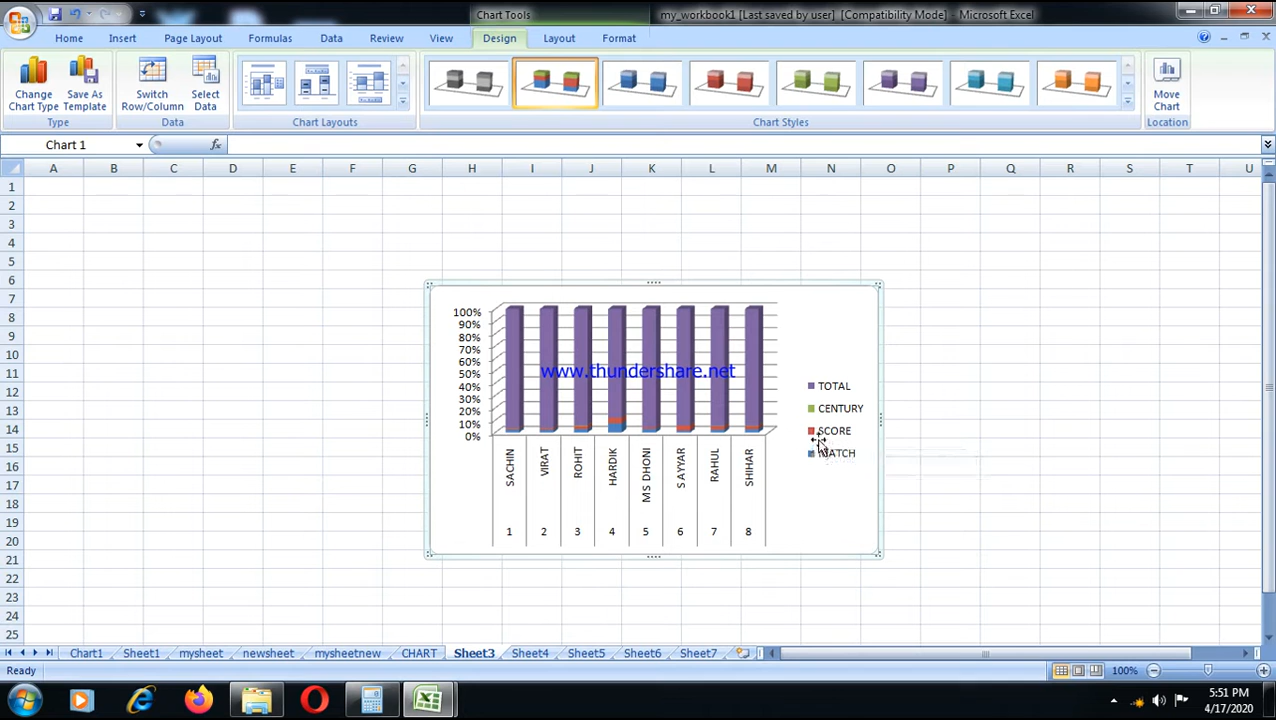 Chart Tools
my_workbook1 [Last saved by user] [Compatibility Mode] - Microsoft Excel
Home Insert Page Layout Formulas Data Review View Design Layout Format
Change Chart Type
Save As Template
Switch Row/Column
Select Data
Move Chart
Type Data Chart Layouts Chart Styles Location
Chart 1 fx
A B C D E F G H I J K L M N O P Q R S T U
1
2
3
4
5
6
7
8
9
10
11
12
13
14
15
16
17
18
19
20
21
22
23
24
25
100%
90%
80%
70%
60%
50%
40%
30%
20%
10%
0%
www.thundershare.net
TOTAL
CENTURY
SCORE
MATCH
SACHIN VIRAT ROHIT HARDIK M S DHONI S AYYAR RAHUL SHIHAR
1 2 3 4 5 6 7 8
Chart1 Sheet1 mysheet newsheet mysheetnew CHART Sheet3 Sheet4 Sheet5 Sheet6 Sheet7
Ready 100%
5:51 PM
4/17/2020